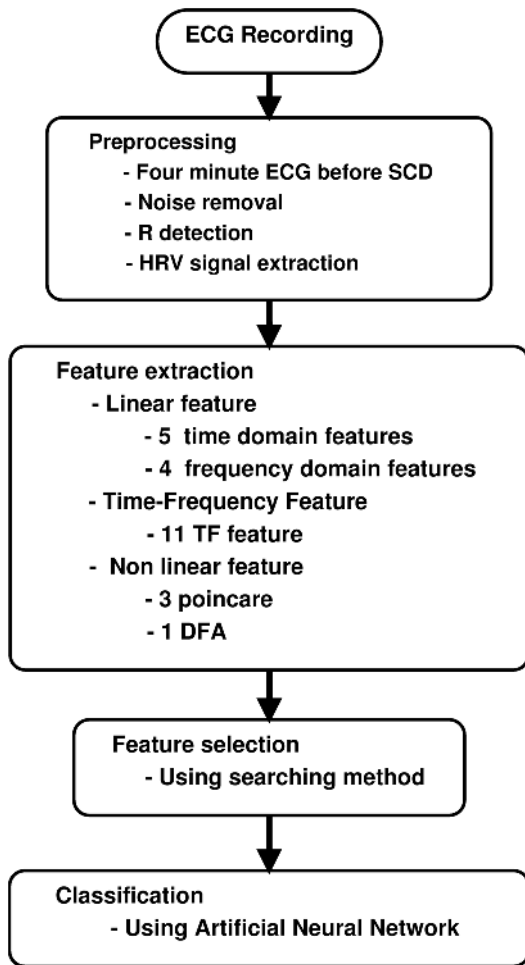 ECG Recording
Preprocessing
- Four minute ECG before SCD
- Noise removal
- R detection
- HRV signal extraction
Feature extraction
- Linear feature
- 5 time domain features
- 4 frequency domain features
- Time-Frequency Feature
- 11 TF feature
- Non linear feature
- 3 poincare
- 1 DFA
Feature selection
- Using searching method
Classification
- Using Artificial Neural Network